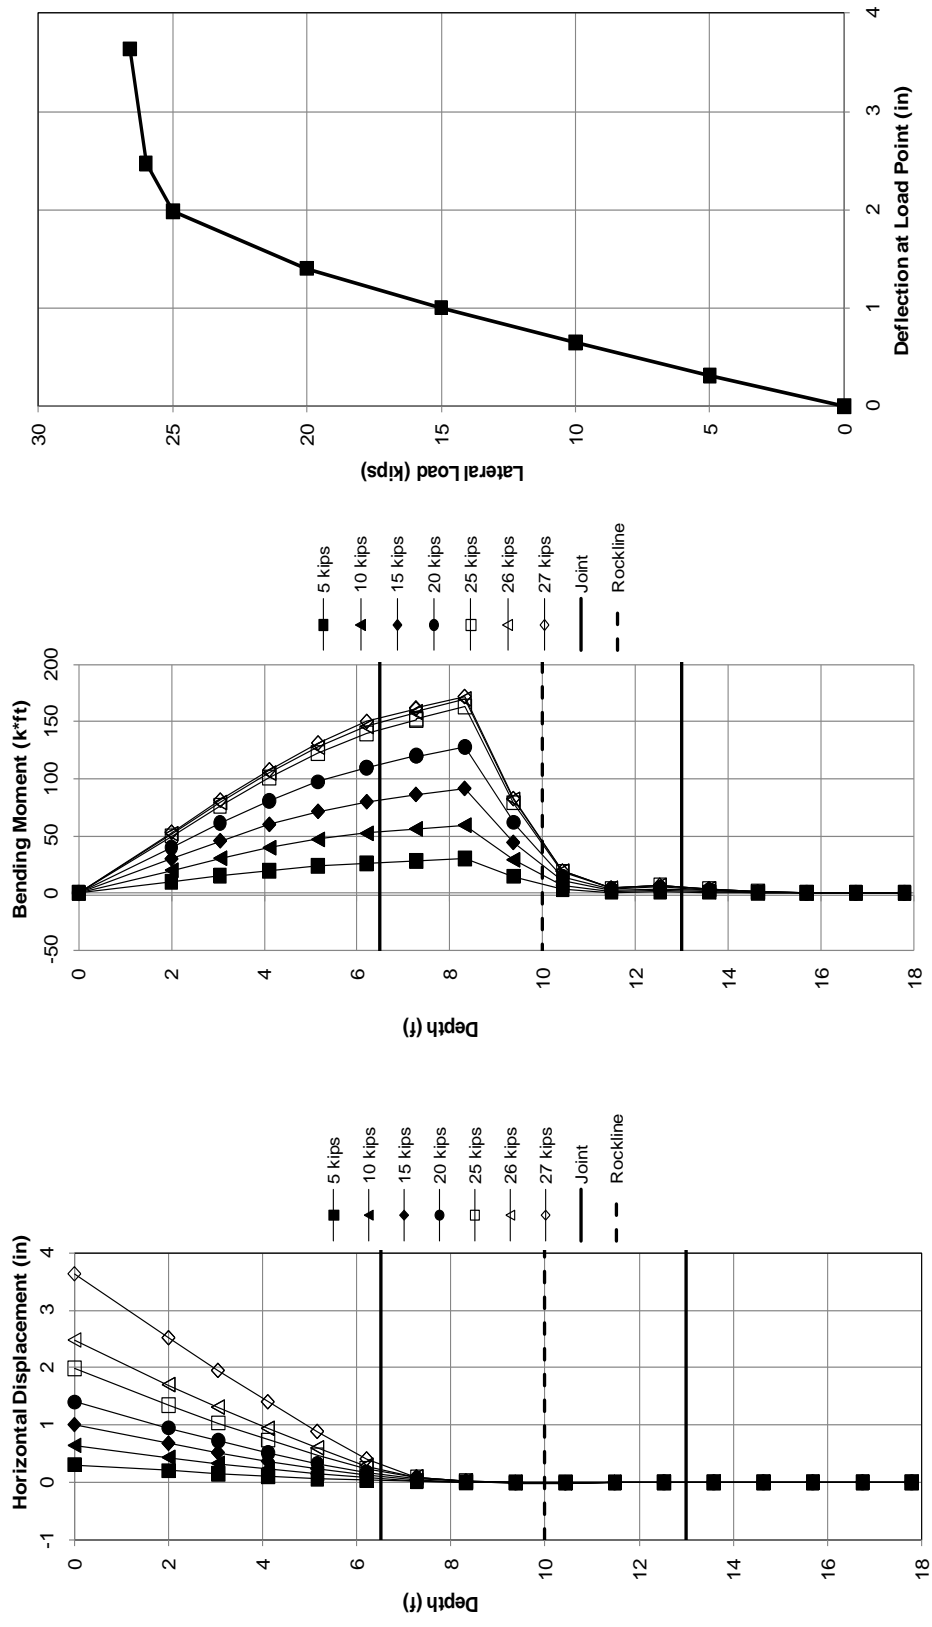 Horizontal Displacement (in)
-1 0 1 2 3 4
Depth (f)
0
2
4
6
8
10
12
14
16
18
5 kips
10 kips
15 kips
20 kips
25 kips
26 kips
27 kips
Joint
Rockline
Bending Moment (k*ft)
-50 0 50 100 150 200
Depth (f)
0
2
4
6
8
10
12
14
16
18
5 kips
10 kips
15 kips
20 kips
25 kips
26 kips
27 kips
Joint
Rockline
Lateral Load (kips)
30
25
20
15
10
5
0
0 1 2 3 4
Deflection at Load Point (in)